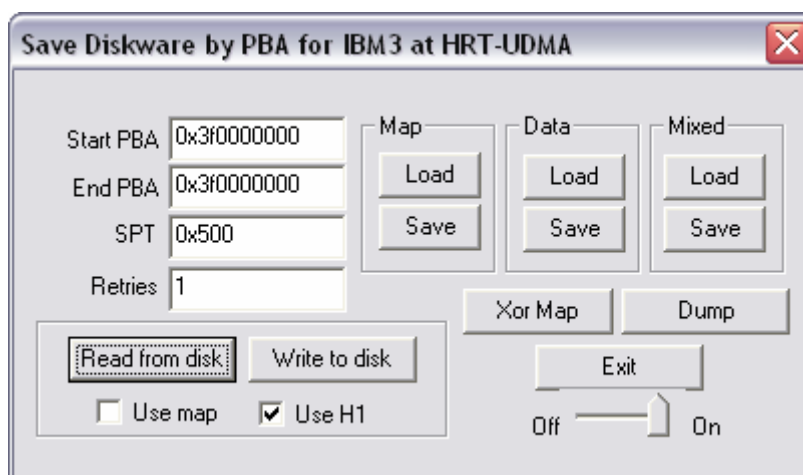 Save Diskware by PBA for IBM3 at HRT-UDMA
Start PBA 0x3f0000000
End PBA 0x3f0000000
SPT 0x500
Retries 1
Map
Load
Save
Data
Load
Save
Mixed
Load
Save
Xor Map Dump
Read from disk Write to disk
Use map Use H1
Exit
Off On